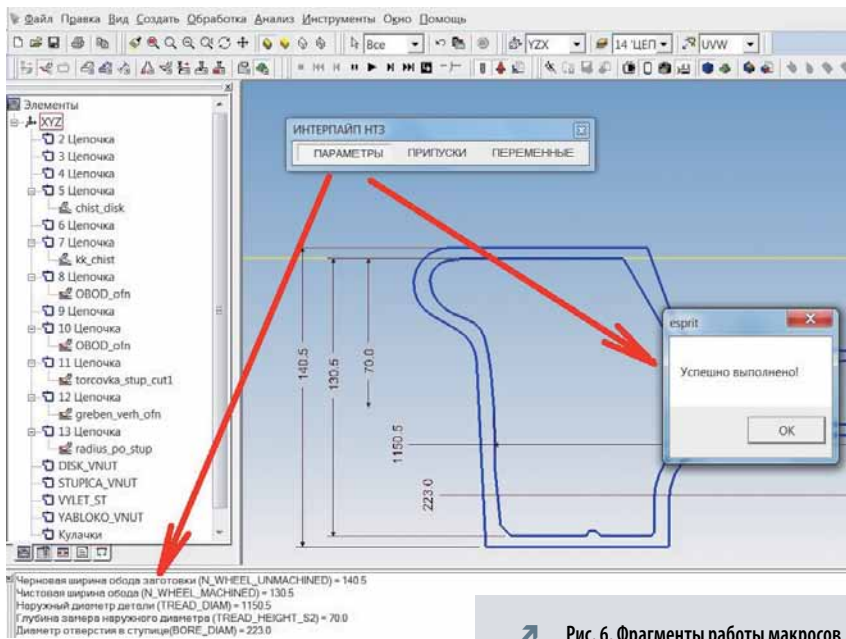 Файл Правка Вид Создать Обработка Анализ Инструменты Окно Помощь
Все YZX 14 'ЦЕП UVW
Элементы
XYZ
2 Цепочка
3 Цепочка
4 Цепочка
5 Цепочка
chist_disk
6 Цепочка
7 Цепочка
kk_chist
8 Цепочка
OBOD_ofn
9 Цепочка
10 Цепочка
OBOD_ofn
11 Цепочка
torcovka_stup_cut1
12 Цепочка
greben_verh_ofn
13 Цепочка
radius_po_stup
DISK_VNUT
STUPICA_VNUT
VYLET_ST
YABLOKO_VNUT
Кулачки
ИНТЕРПАЙП НТЗ
ПАРАМЕТРЫ ПРИПУСКИ ПЕРЕМЕННЫЕ
140.5
130.5
70.0
1150.5
223.0
esprit
Успешно выполнено!
OK
Черновая ширина обода заготовки (N_WHEEL_UNMACHINED) = 140.5
Чистовая ширина обода (N_WHEEL_MACHINED) = 130.5
Наружный диаметр детали (TREAD_DIAM) = 1150.5
Глубина замера наружного диаметра (TREAD_HEIGHT_S2) = 70.0
Диаметр отверстия в ступице(BORE_DIAM) = 223.0
Рис. 6. Фрагменты работы макросов